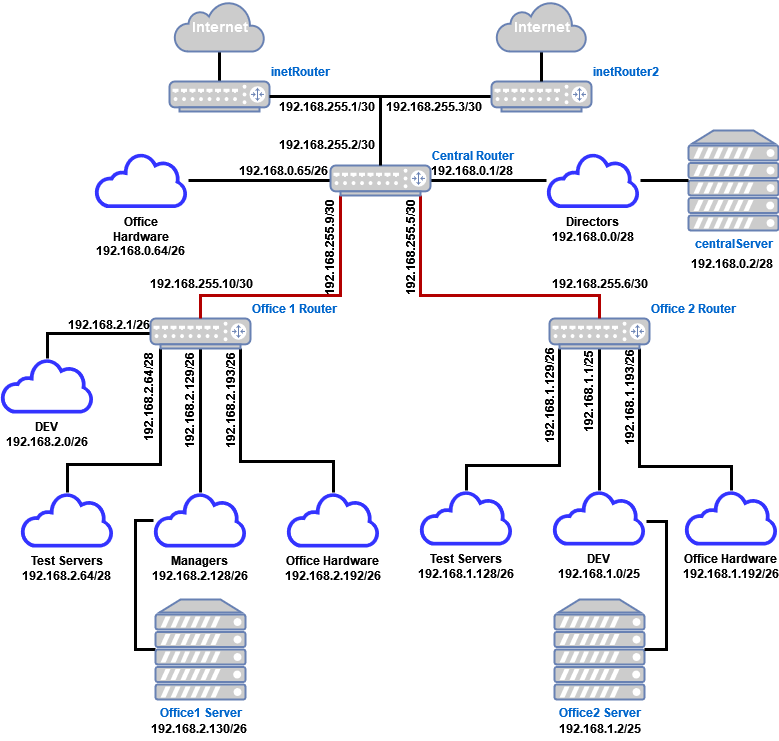 Internet
Internet
inetRouter
inetRouter2
192.168.255.1/30
192.168.255.3/30
192.168.255.2/30
Central Router
192.168.0.65/26
192.168.0.1/28
Office
Hardware
192.168.0.64/26
Directors
192.168.0.0/28
centralServer
192.168.0.2/28
192.168.255.9/30
192.168.255.5/30
192.168.255.10/30
192.168.255.6/30
Office 1 Router
Office 2 Router
192.168.2.1/26
192.168.2.64/28
192.168.2.129/26
192.168.2.193/26
192.168.1.129/26
192.168.1.1/25
192.168.1.193/26
DEV
192.168.2.0/26
Test Servers
192.168.2.64/28
Managers
192.168.2.128/26
Office Hardware
192.168.2.192/26
Test Servers
192.168.1.128/26
DEV
192.168.1.0/25
Office Hardware
192.168.1.192/26
Office1 Server
192.168.2.130/26
Office2 Server
192.168.1.2/25